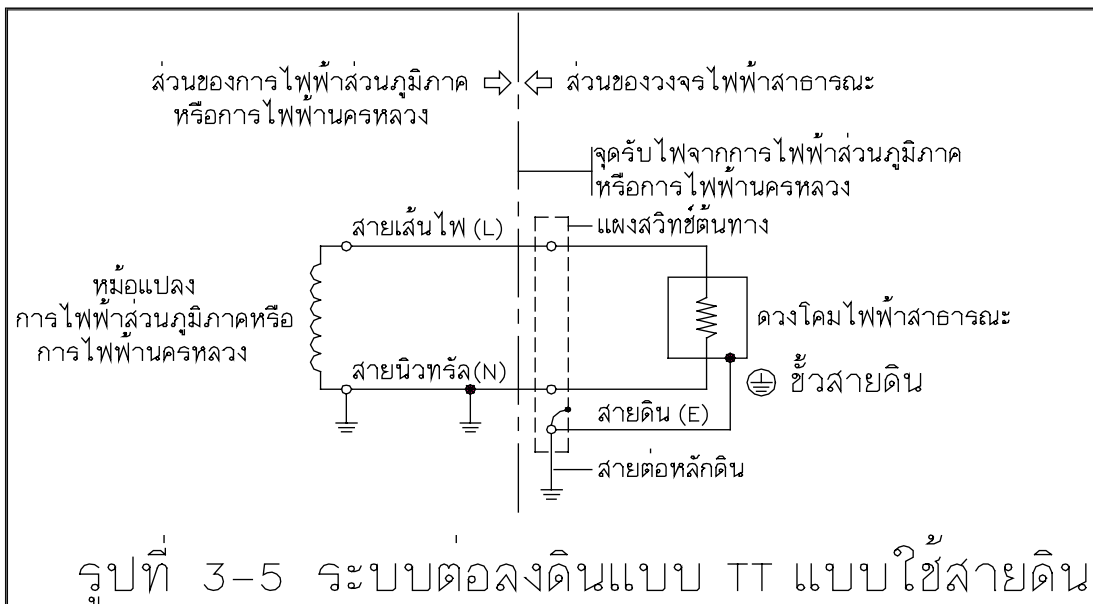 ส่วนของการไฟฟ้าส่วนภูมิภาค
หรือการไฟฟ้านครหลวง
ส่วนของวงจรไฟฟ้าสาธารณะ
จุดรับไฟจากการไฟฟ้าส่วนภูมิภาค
หรือการไฟฟ้านครหลวง
แผงสวิทช์ต้นทาง
สายเส้นไฟ (L)
หม้อแปลง
การไฟฟ้าส่วนภูมิภาคหรือ
การไฟฟ้านครหลวง
ดวงโคมไฟฟ้าสาธารณะ
สายนิวทรัล(N)
ขั้วสายดิน
สายดิน (E)
สายต่อหลักดิน
รูปที่ 3-5 ระบบต่อลงดินแบบ TT แบบใช้สายดิน